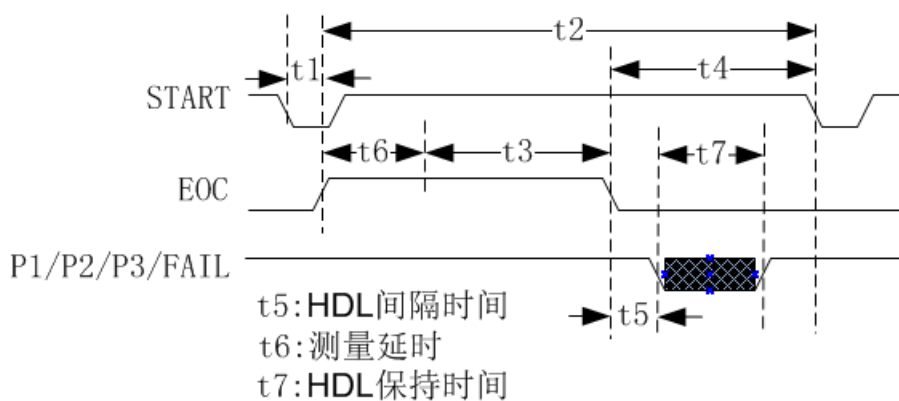 t2
t1
t4
START
t6
t3
t7
EOC
P1/P2/P3/FAIL
t5:HDL间隔时间
t5
t6:测量延时
t7:HDL保持时间